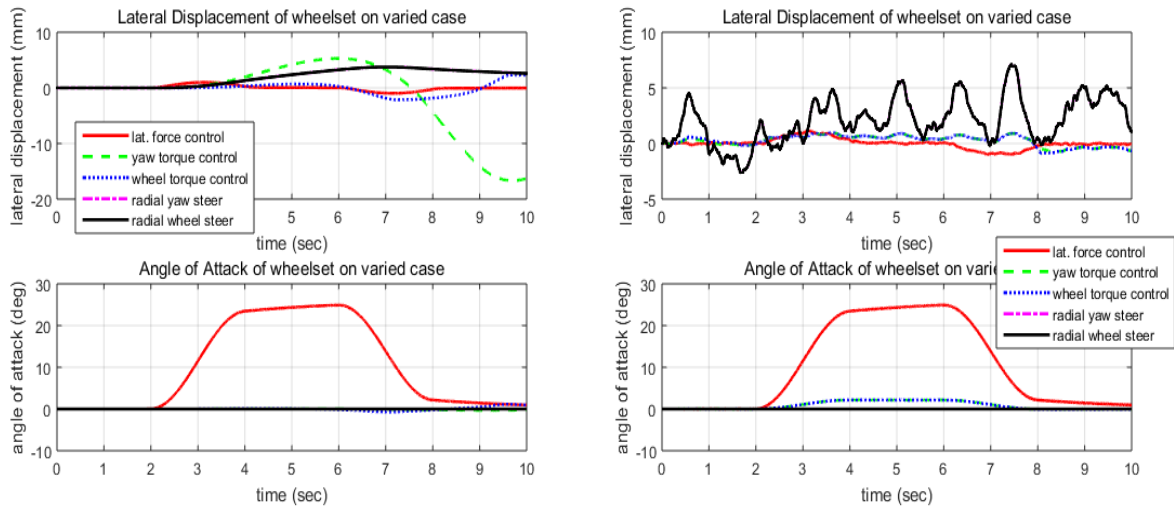 Lateral Displacement of wheelset on varied case
lateral displacement (mm)
10
0
-10
-20
lat. force control
yaw torque control
wheel torque control
radial yaw steer
radial wheel steer
0 5 6 7 8 9 10
time (sec)
Angle of Attack of wheelset on varied case
angle of attack (deg)
30
20
10
0
-10
0 1 2 3 4 5 6 7 8 9 10
time (sec)
Lateral Displacement of wheelset on varied case
lateral displacement (mm)
10
5
0
-5
0 1 2 3 4 5 6 7 8 9 10
time (sec)
Angle of Attack of wheelset on varie
angle of attack (deg)
30
20
10
0
-10
lat. force control
yaw torque control
wheel torque control
radial yaw steer
radial wheel steer
0 1 2 3 4 5 6 7 8 9 10
time (sec)